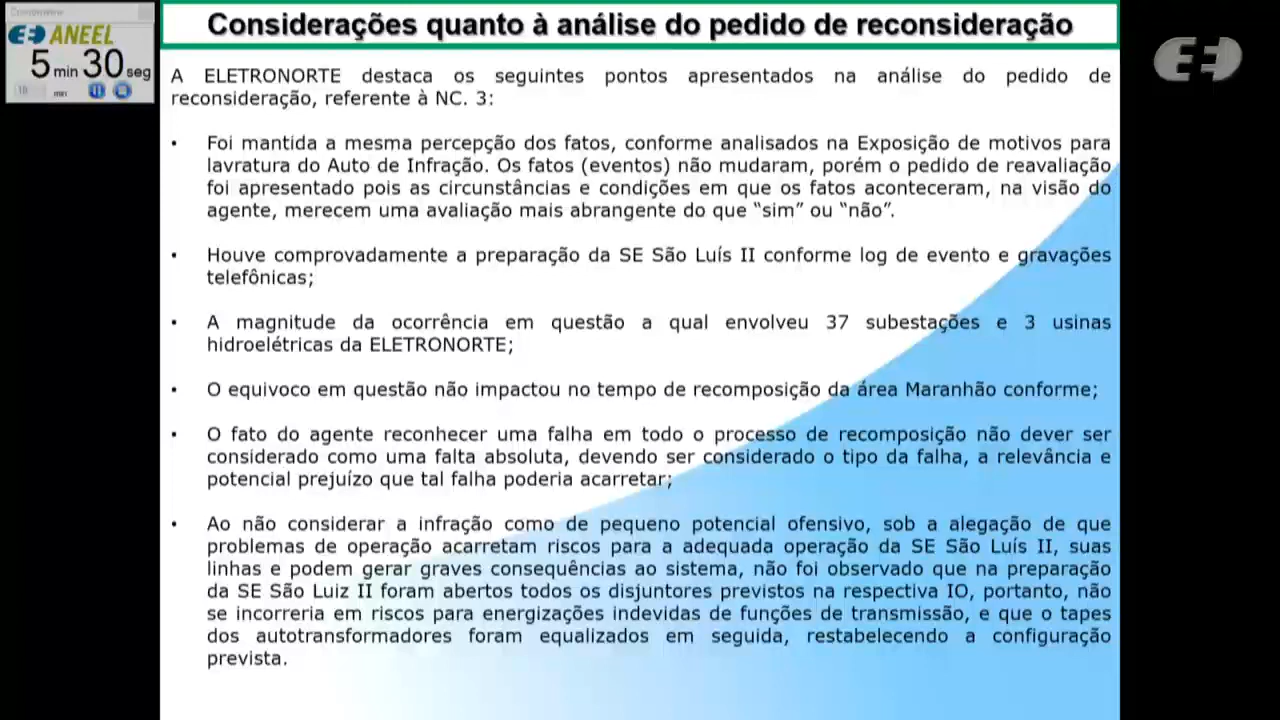 Considerações quanto à análise do pedido de reconsideração
ANEEL
5 min 30 seg
min
A ELETRONORTE destaca os seguintes pontos apresentados na análise do pedido de
reconsideração, referente à NC. 3:
• Foi mantida a mesma percepção dos fatos, conforme analisados na Exposição de motivos para
lavratura do Auto de Infração. Os fatos (eventos) não mudaram, porém o pedido de reavaliação
foi apresentado pois as circunstâncias e condições em que os fatos aconteceram, na visão do
agente, merecem uma avaliação mais abrangente do que “sim” ou “não”.
• Houve comprovadamente a preparação da SE São Luís II conforme log de evento e gravações
telefônicas;
• A magnitude da ocorrência em questão a qual envolveu 37 subestações e 3 usinas
hidroelétricas da ELETRONORTE;
• O equivoco em questão não impactou no tempo de recomposição da área Maranhão conforme;
• O fato do agente reconhecer uma falha em todo o processo de recomposição não dever ser
considerado como uma falta absoluta, devendo ser considerado o tipo da falha, a relevância e
potencial prejuízo que tal falha poderia acarretar;
• Ao não considerar a infração como de pequeno potencial ofensivo, sob a alegação de que
problemas de operação acarretam riscos para a adequada operação da SE São Luís II, suas
linhas e podem gerar graves consequências ao sistema, não foi observado que na preparação
da SE São Luiz II foram abertos todos os disjuntores previstos na respectiva IO, portanto, não
se incorreria em riscos para energizações indevidas de funções de transmissão, e que o tapes
dos autotransformadores foram equalizados em seguida, restabelecendo a configuração
prevista.